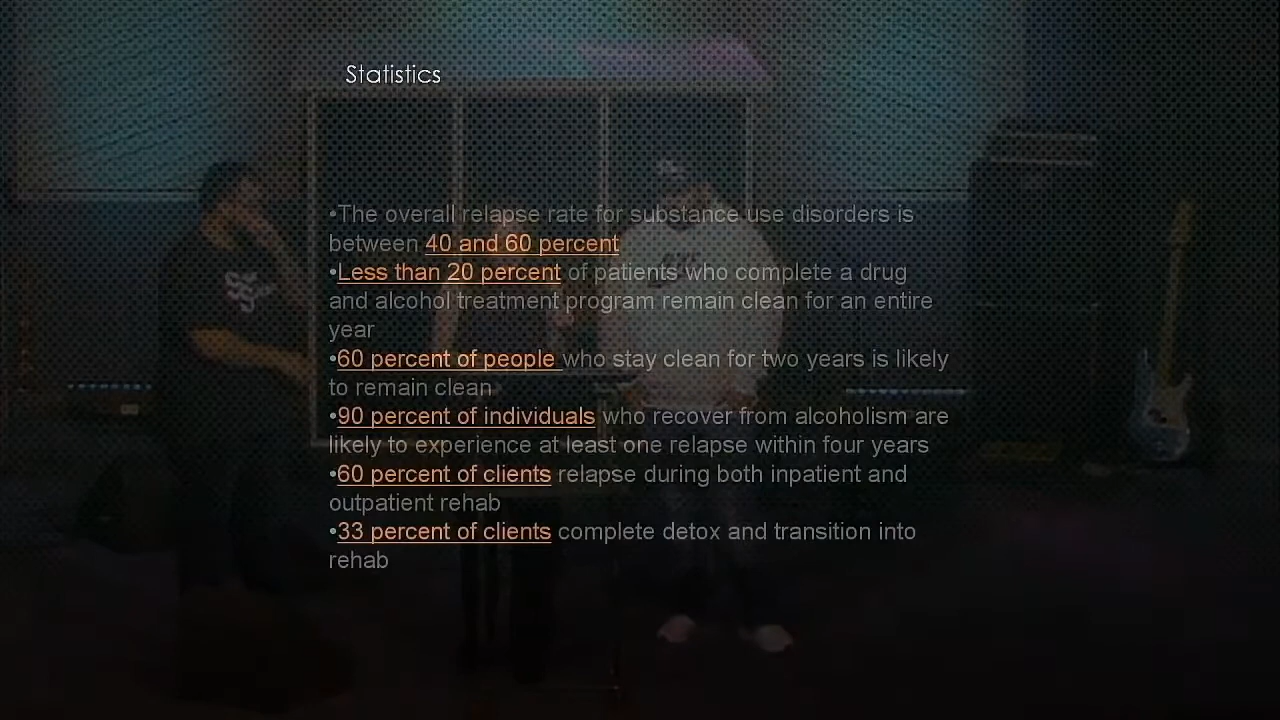 Statistics
•The overall relapse rate for substance use disorders is
between 40 and 60 percent
•Less than 20 percent of patients who complete a drug
and alcohol treatment program remain clean for an entire
year
•60 percent of people who stay clean for two years is likely
to remain clean
•90 percent of individuals who recover from alcoholism are
likely to experience at least one relapse within four years
•60 percent of clients relapse during both inpatient and
outpatient rehab
•33 percent of clients complete detox and transition into
rehab